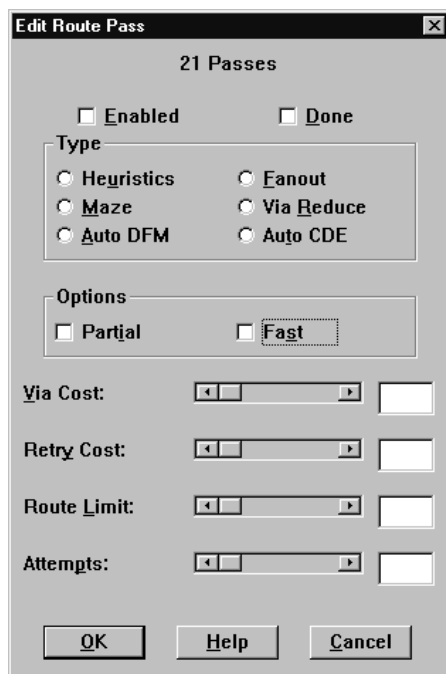 Edit Route Pass
21 Passes
Enabled Done
Type
Heuristics Fanout
Maze Via Reduce
Auto DFM Auto CDE
Options
Partial Fast
Via Cost:
Retry Cost:
Route Limit:
Attempts:
OK Help Cancel